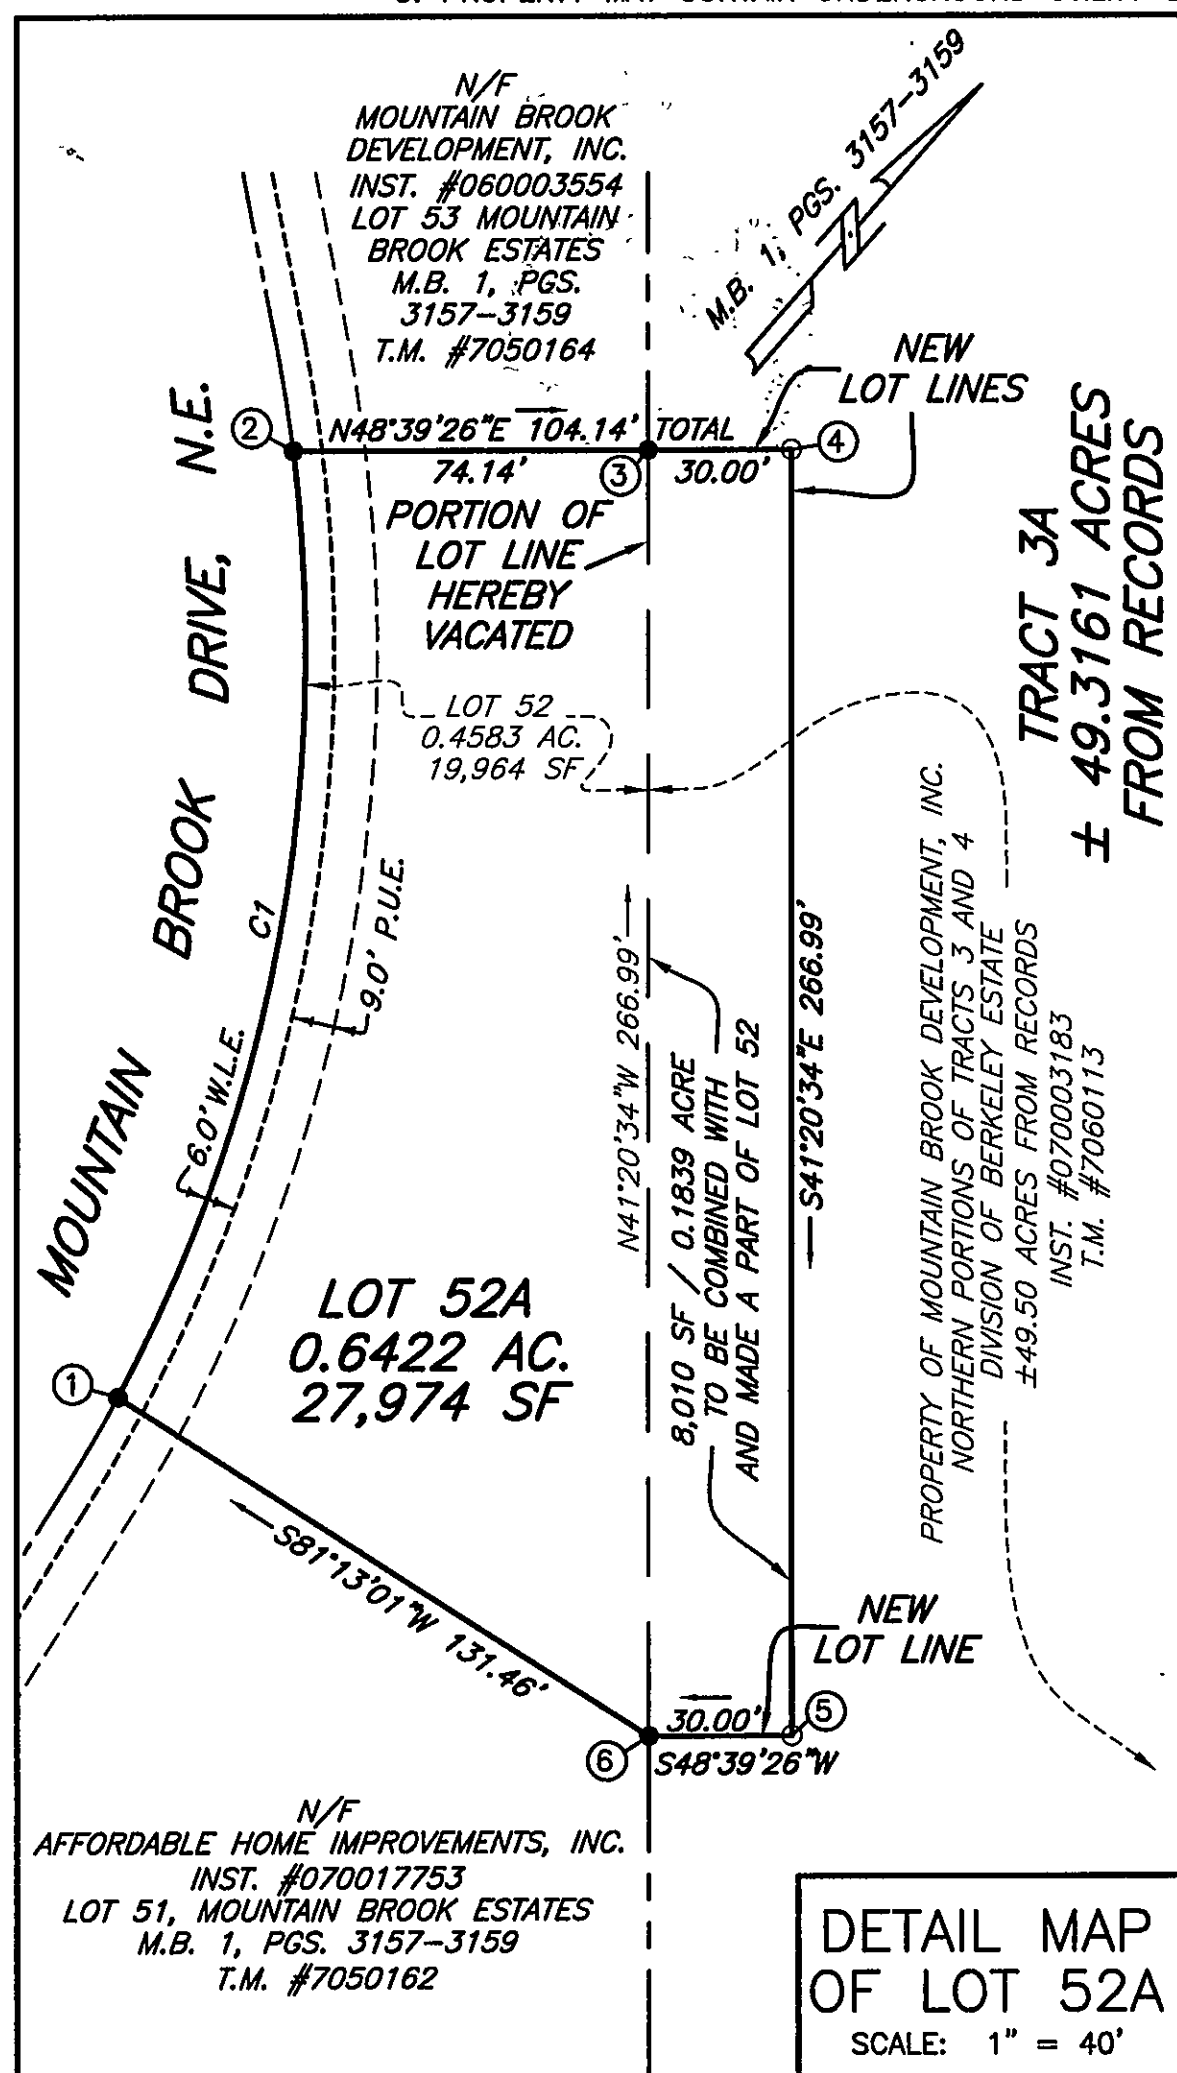 N/F
MOUNTAIN BROOK
DEVELOPMENT, INC.
INST. #060003554
LOT 53 MOUNTAIN
BROOK ESTATES
M.B. 1, PGS.
3157-3159
T.M. #7050164
M.B. 1, PGS. 3157-3159
NEW
LOT LINES
2
N48°39'26"E 104.14' TOTAL
4
74.14'
3
30.00'
PORTION OF
LOT LINE
HEREBY
VACATED
MOUNTAIN BROOK DRIVE, N.E.
TRACT 3A
± 49.3161 ACRES
FROM RECORDS
LOT 52
0.4583 AC.
19,964 SF
C1
9.0' P.U.E.
6.0' W.L.E.
N41°20'34"W 266.99'
S41°20'34"E 266.99'
8,010 SF / 0.1839 ACRE
TO BE COMBINED WITH
AND MADE A PART OF LOT 52
PROPERTY OF MOUNTAIN BROOK DEVELOPMENT, INC.
NORTHERN PORTIONS OF TRACTS 3 AND 4
DIVISION OF BERKELEY ESTATE
±49.50 ACRES FROM RECORDS
INST. #070003183
T.M. #7060113
LOT 52A
0.6422 AC.
27,974 SF
1
S81°13'01"W 131.46'
NEW
LOT LINE
30.00'
5
6
S48°39'26"W
N/F
AFFORDABLE HOME IMPROVEMENTS, INC.
INST. #070017753
LOT 51, MOUNTAIN BROOK ESTATES
M.B. 1, PGS. 3157-3159
T.M. #7050162
DETAIL MAP
OF LOT 52A
SCALE: 1" = 40'